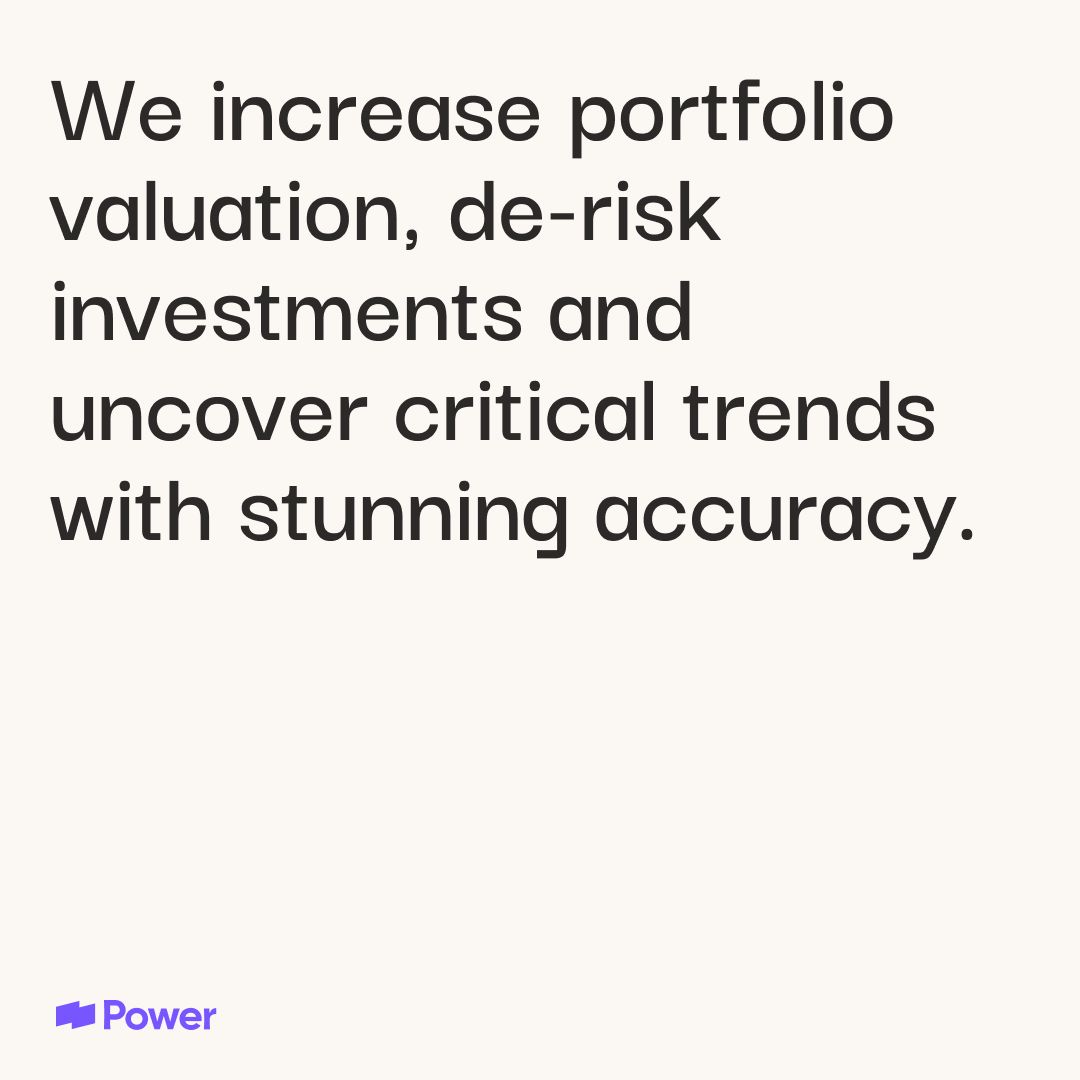 We increase portfolio
valuation, de-risk
investments and
uncover critical trends
with stunning accuracy.
Power